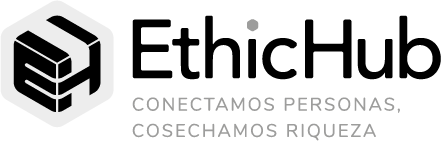 EthicHub
CONECTAMOS PERSONAS,
COSECHAMOS RIQUEZA